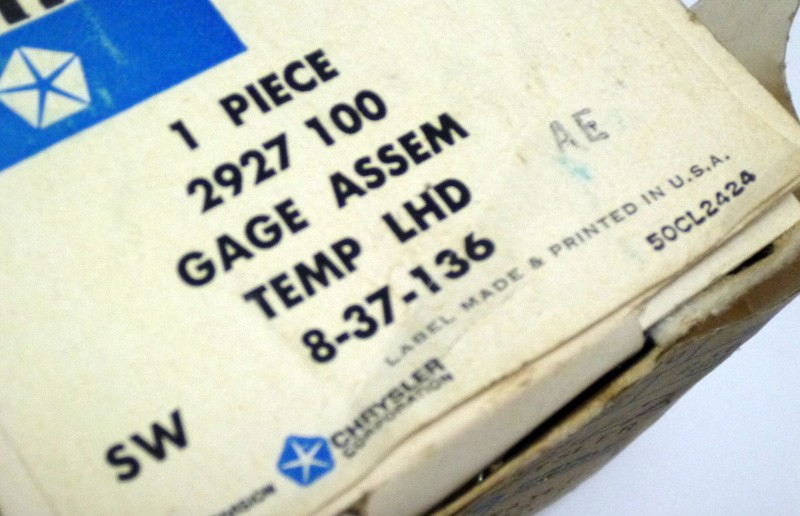 1 PIECE
2927 100
GAGE ASSEM
TEMP LHD
8-37-136
AE
LABEL MADE & PRINTED IN U.S.A.
50CL2424
SW
CHRYSLER
CORPORATION